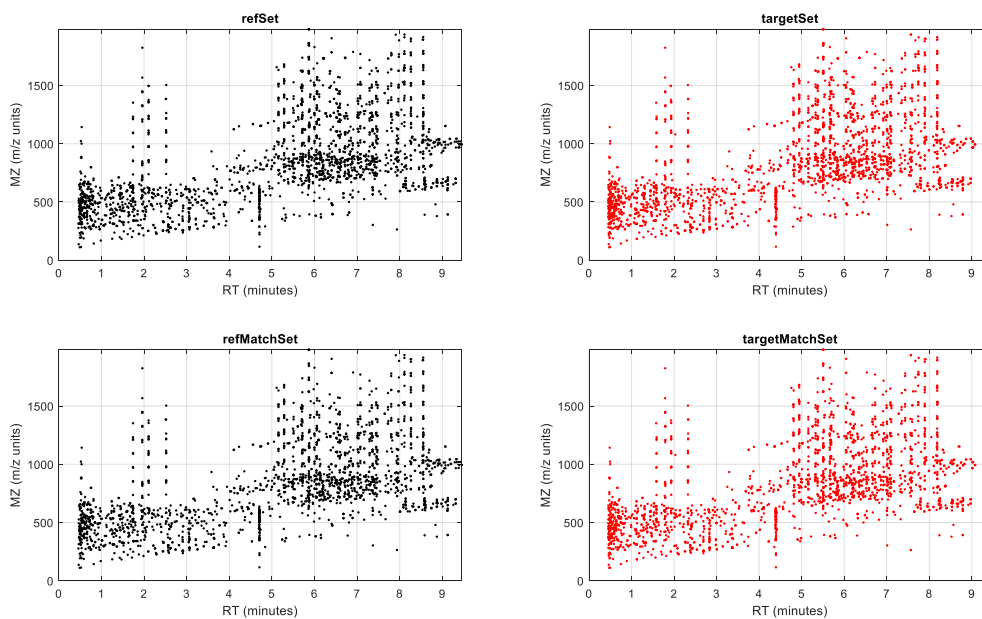 refSet
targetSet
MZ (m/z units)
1500
1000
500
0
0 1 2 3 4 5 6 7 8 9
RT (minutes)
MZ (m/z units)
1500
1000
500
0
0 1 2 3 4 5 6 7 8 9
RT (minutes)
refMatchSet
targetMatchSet
MZ (m/z units)
1500
1000
500
0
0 1 2 3 4 5 6 7 8 9
RT (minutes)
MZ (m/z units)
1500
1000
500
0
0 1 2 3 4 5 6 7 8 9
RT (minutes)